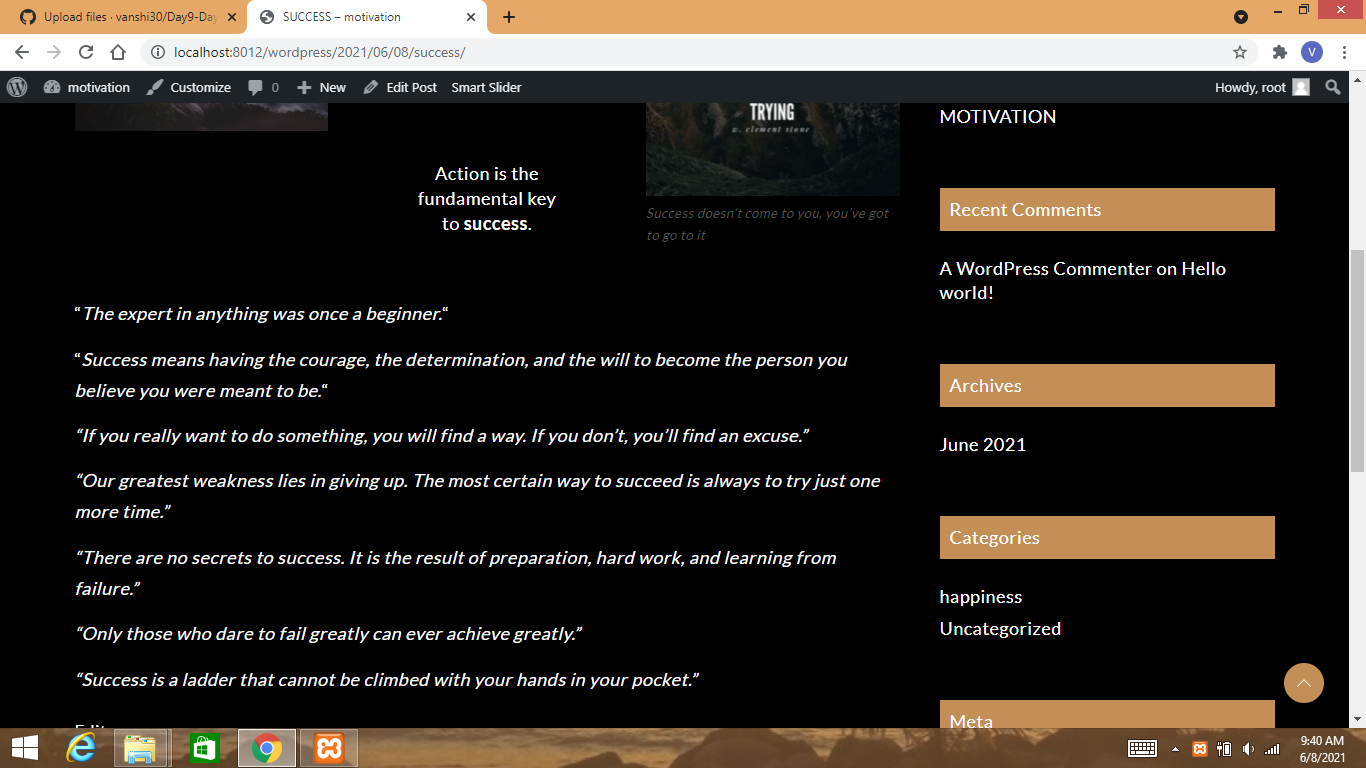 Upload files · vanshi30/Day9-Day
SUCCESS – motivation
localhost:8012/wordpress/2021/06/08/success/
V
motivation
Customize
0
New
Edit Post
Smart Slider
Howdy, root
TRYING
w. clement stone
Action is the
fundamental key
to success.
Success doesn't come to you, you've got
to go to it
“The expert in anything was once a beginner.“
“Success means having the courage, the determination, and the will to become the person you
believe you were meant to be.“
“If you really want to do something, you will find a way. If you don’t, you’ll find an excuse.”
“Our greatest weakness lies in giving up. The most certain way to succeed is always to try just one
more time.”
“There are no secrets to success. It is the result of preparation, hard work, and learning from
failure.”
“Only those who dare to fail greatly can ever achieve greatly.”
“Success is a ladder that cannot be climbed with your hands in your pocket.”
Edit
MOTIVATION
Recent Comments
A WordPress Commenter on Hello
world!
Archives
June 2021
Categories
happiness
Uncategorized
Meta
9:40 AM
6/8/2021